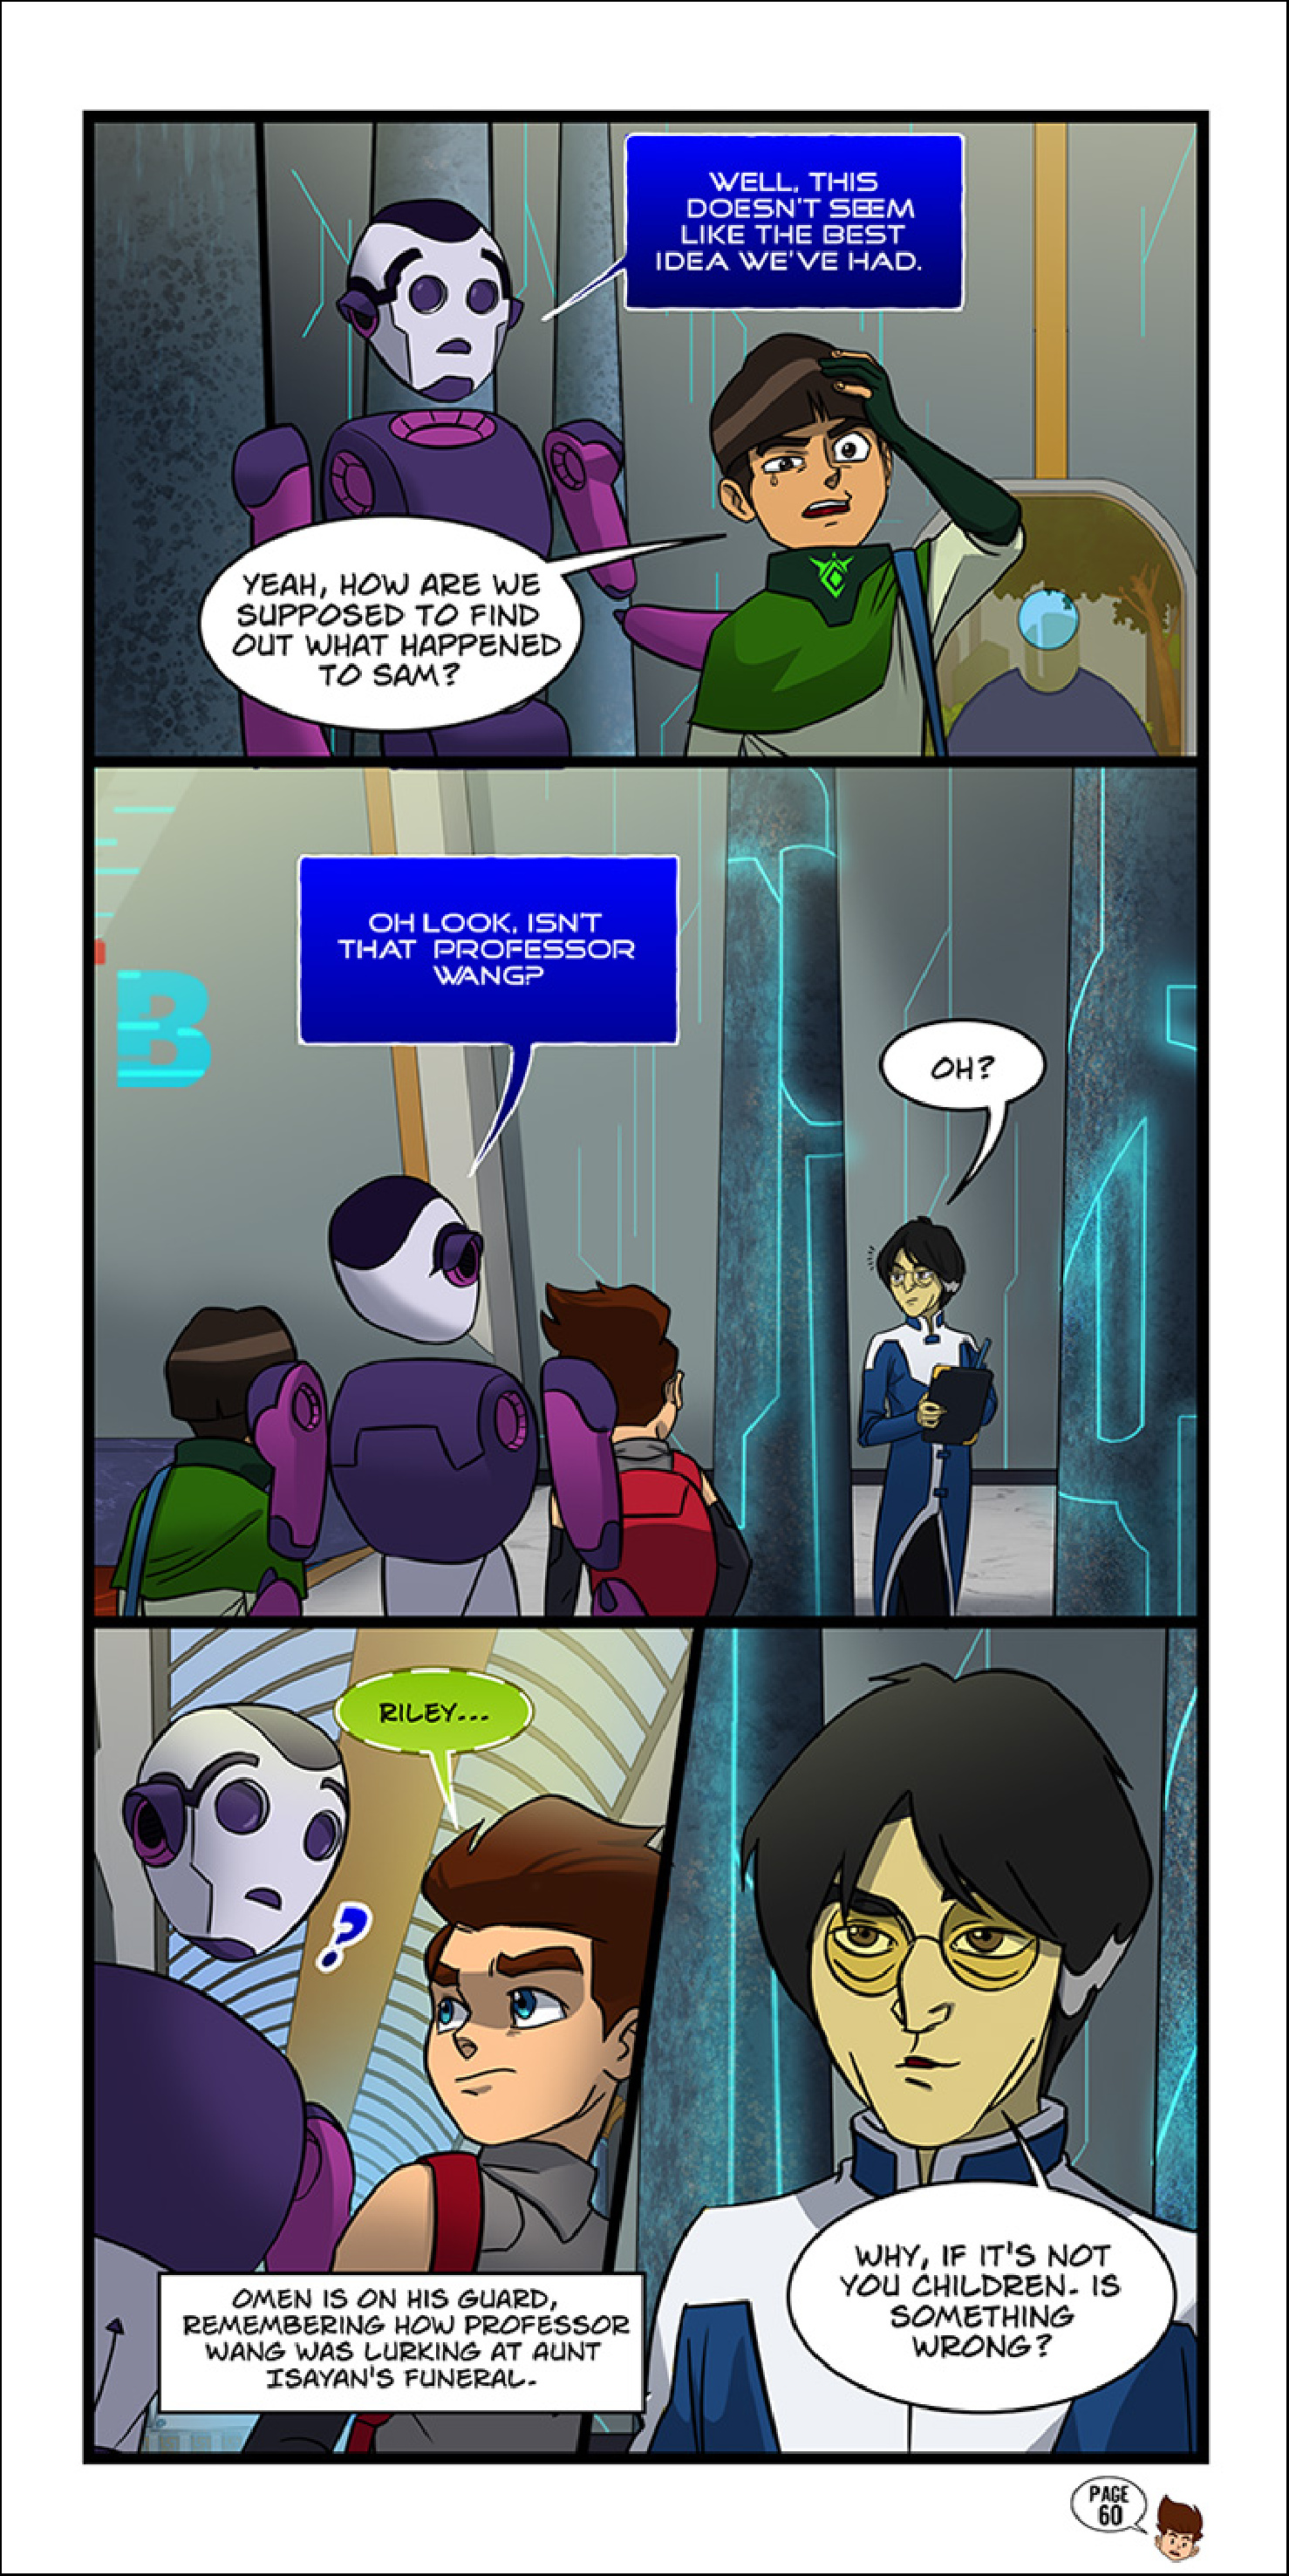 WELL, THIS
DOESN'T SEEM
LIKE THE BEST
IDEA WE'VE HAD.
YEAH, HOW ARE WE
SUPPOSED TO FIND
OUT WHAT HAPPENED
TO SAM?
OH LOOK, ISN'T
THAT PROFESSOR
WANG?
B
OH?
RILEY...
?
OMEN IS ON HIS GUARD,
REMEMBERING HOW PROFESSOR
WANG WAS LURKING AT AUNT
ISAYAN'S FUNERAL.
WHY, IF IT'S NOT
YOU CHILDREN. IS
SOMETHING
WRONG?
PAGE
60